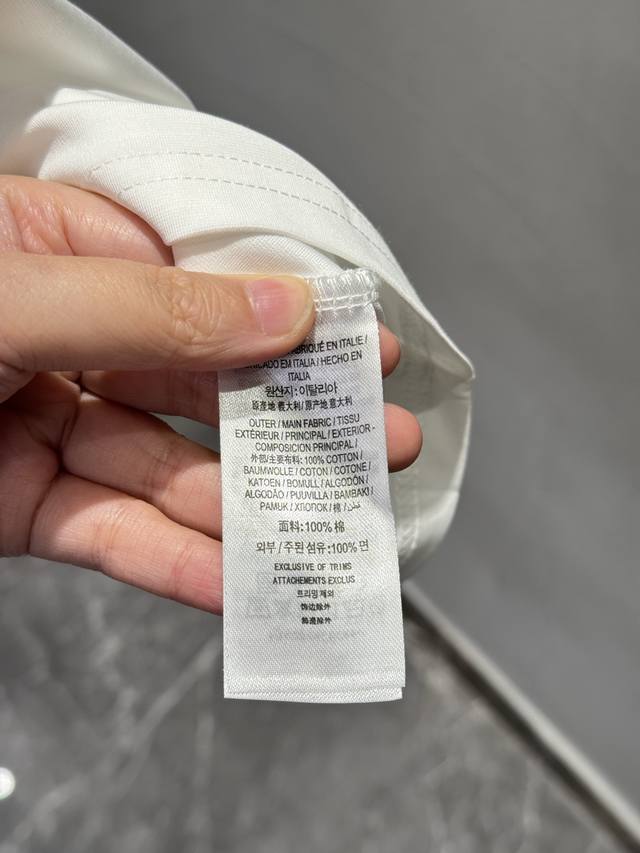 FABRIQUÉ EN ITALIE /
EM ITALIA / HECHO EN
ITALIA
원산지 : 이탈리아
原產地 義大利 / 原产地 意大利
OUTER / MAIN FABRIC / TISSU
EXTÉRIEUR / PRINCIPAL / EXTERIOR -
COMPOSICION PRINCIPAL /
外部/主要布料: 100% COTTON /
BAUMWOLLE / COTON / COTONE /
KATOEN / BOMULL / ALGODÓN /
ALGODÃO / PUUVILLA / BAMBAKI /
PAMUK / ХЛОПОК / 棉 / قطن
面料: 100% 棉
외부 / 주된 섬유: 100% 면
EXCLUSIVE OF TRIMS
ATTACHEMENTS EXCLUS
트리밍 제외
饰边除外
飾邊除外